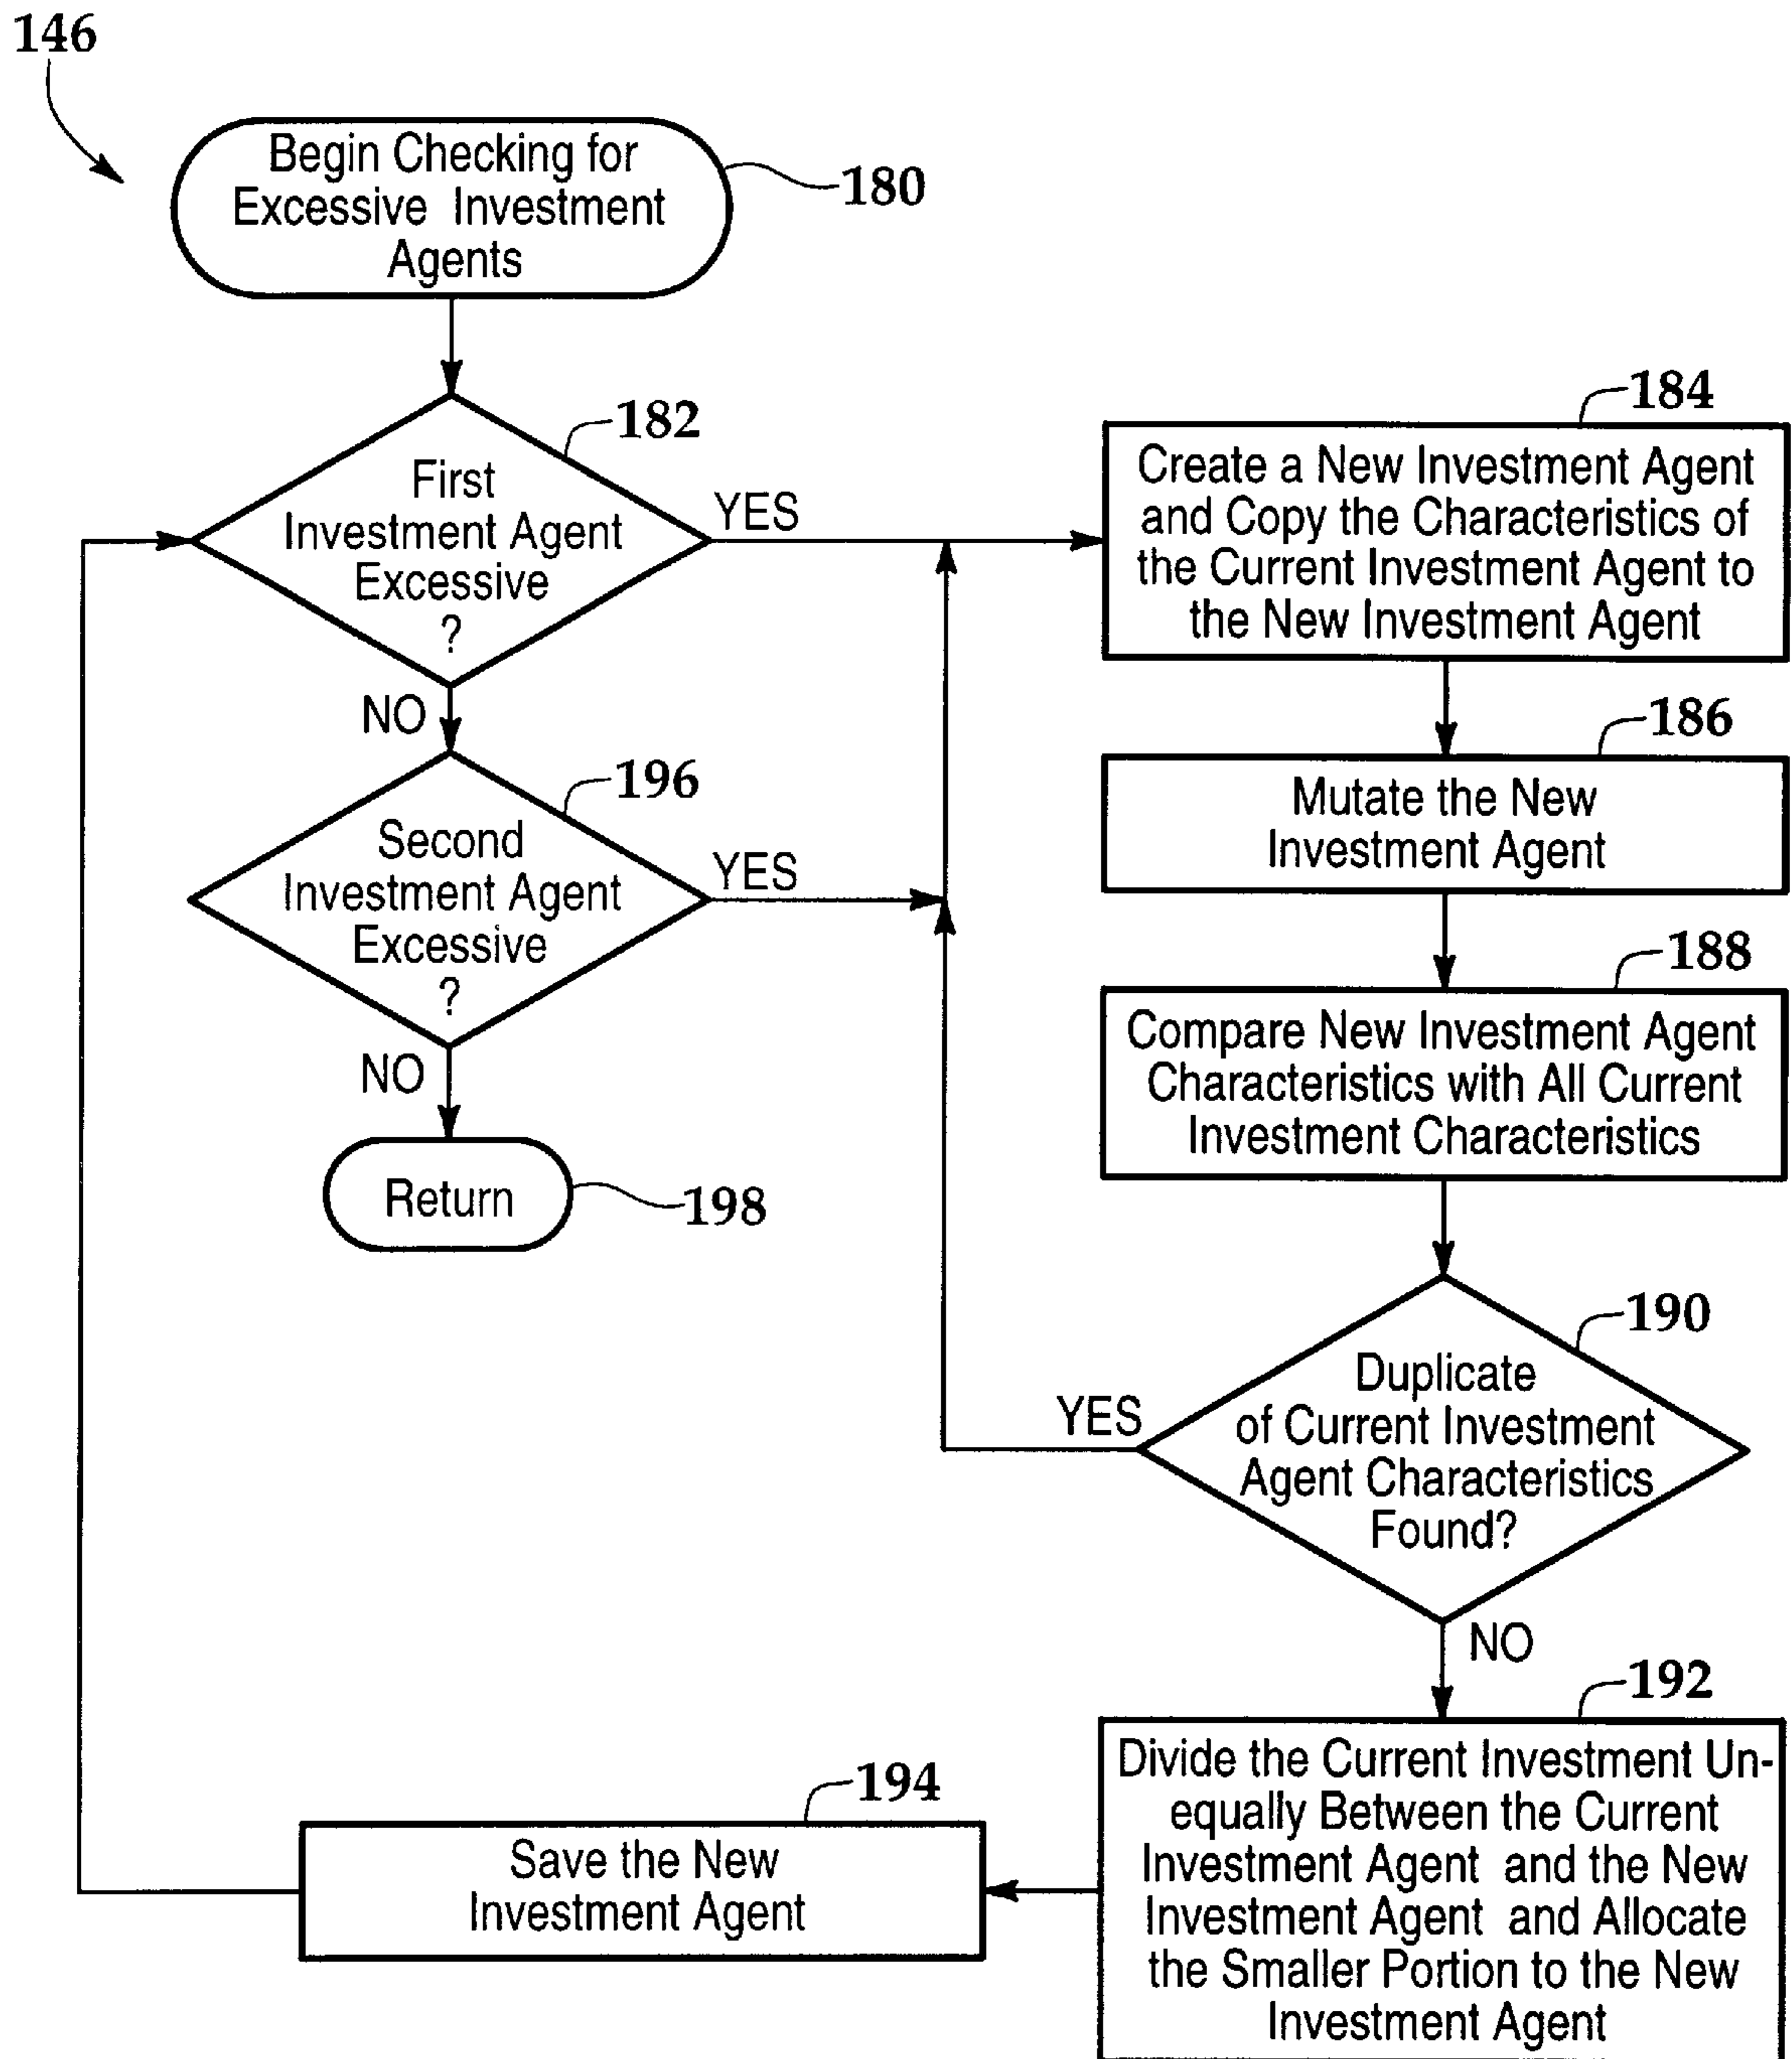 146
Begin Checking for
Excessive Investment
Agents
180
First
Investment Agent
Excessive
?
182
YES
NO
184
Create a New Investment Agent
and Copy the Characteristics of
the Current Investment Agent to
the New Investment Agent
186
Mutate the New
Investment Agent
196
Second
Investment Agent
Excessive
?
YES
NO
188
Compare New Investment Agent
Characteristics with All Current
Investment Characteristics
Return
198
190
Duplicate
of Current Investment
Agent Characteristics
Found?
YES
NO
192
Divide the Current Investment Un-
equally Between the Current
Investment Agent and the New
Investment Agent and Allocate
the Smaller Portion to the New
Investment Agent
194
Save the New
Investment Agent